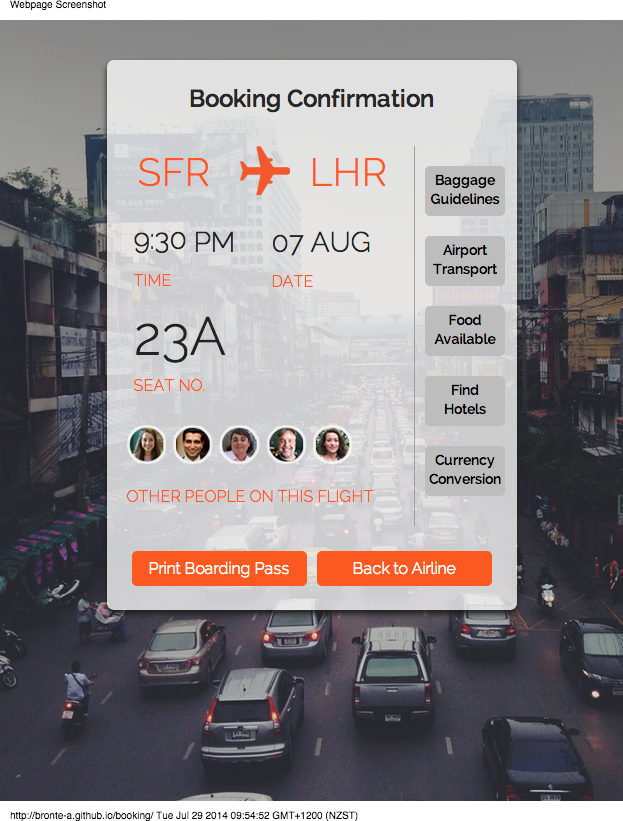 Webpage Screenshot
Booking Confirmation
SFR LHR
9:30 PM 07 AUG
TIME DATE
23A
SEAT NO.
OTHER PEOPLE ON THIS FLIGHT
Baggage
Guidelines
Airport
Transport
Food
Available
Find
Hotels
Currency
Conversion
Print Boarding Pass Back to Airline
http://bronte-a.github.io/booking/ Tue Jul 29 2014 09:54:52 GMT+1200 (NZST)